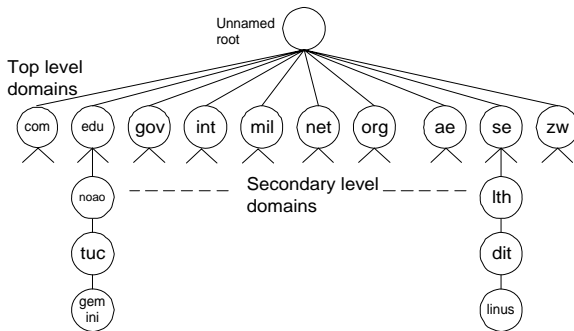 Unnamed
root
Top level
domains
com edu gov int mil net org ae se zw
noao Secondary level lth
domains
tuc dit
gem linus
ini